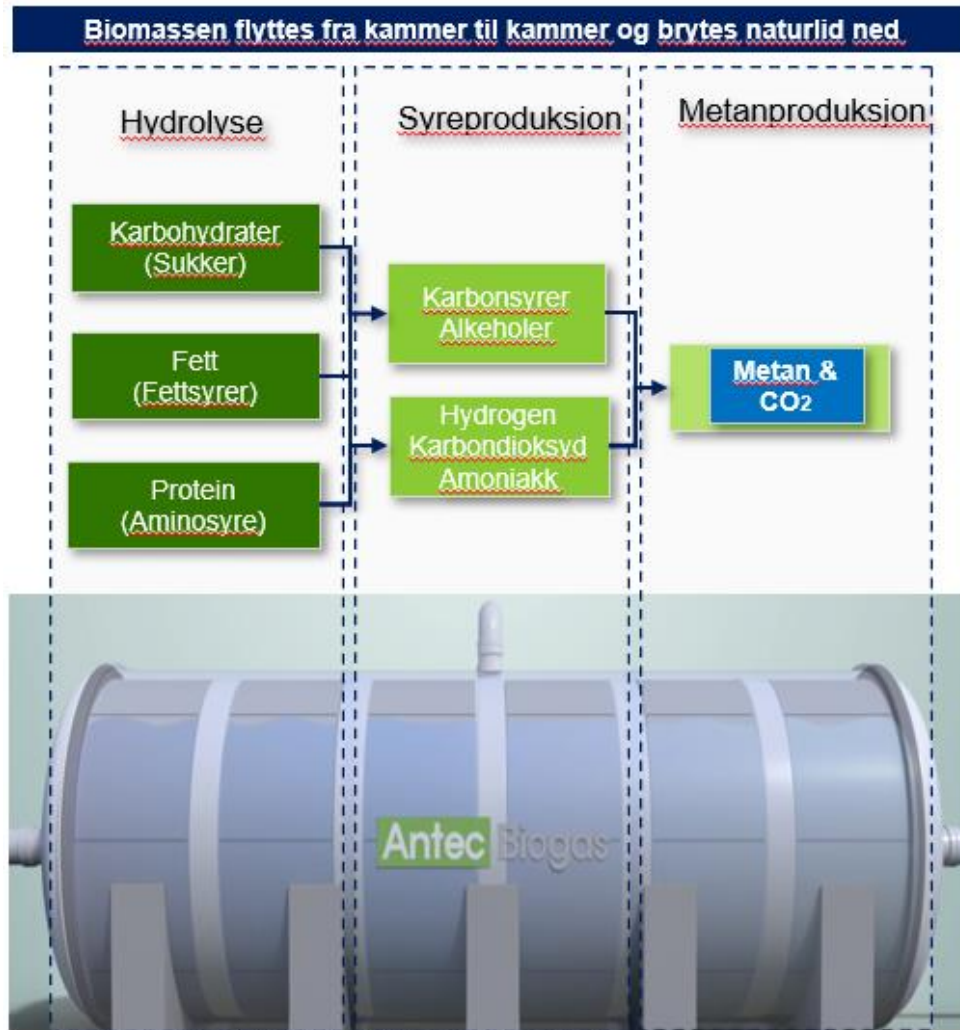 Biomassen flyttes fra kammer til kammer og brytes naturlid ned
Hydrolyse
Syreproduksjon
Metanproduksjon
Karbohydrater
(Sukker)
Fett
(Fettsyrer)
Protein
(Aminosyre)
Karbonsyrer
Alkeholer
Hydrogen
Karbondioksyd
Amoniakk
Metan &
CO2
Antec Biogas